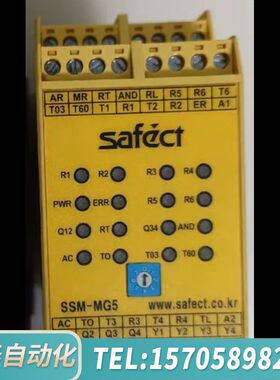 AR MR RT AND RL R5 R6 T6
T03 T60 T1 R1 T2 R2 ER A1
safect
R1 R2 R3 R4
PWR ERR R5 R6
Q12 RT Q34 AND
AC TO T03 T60
SSM-MG5 www.safect.co.kr
AC TO T3 T4 R4 TL A2
Q2 Q3 Q4 Y1 Y2 Y3 Y4
自动化 TEL:157058982